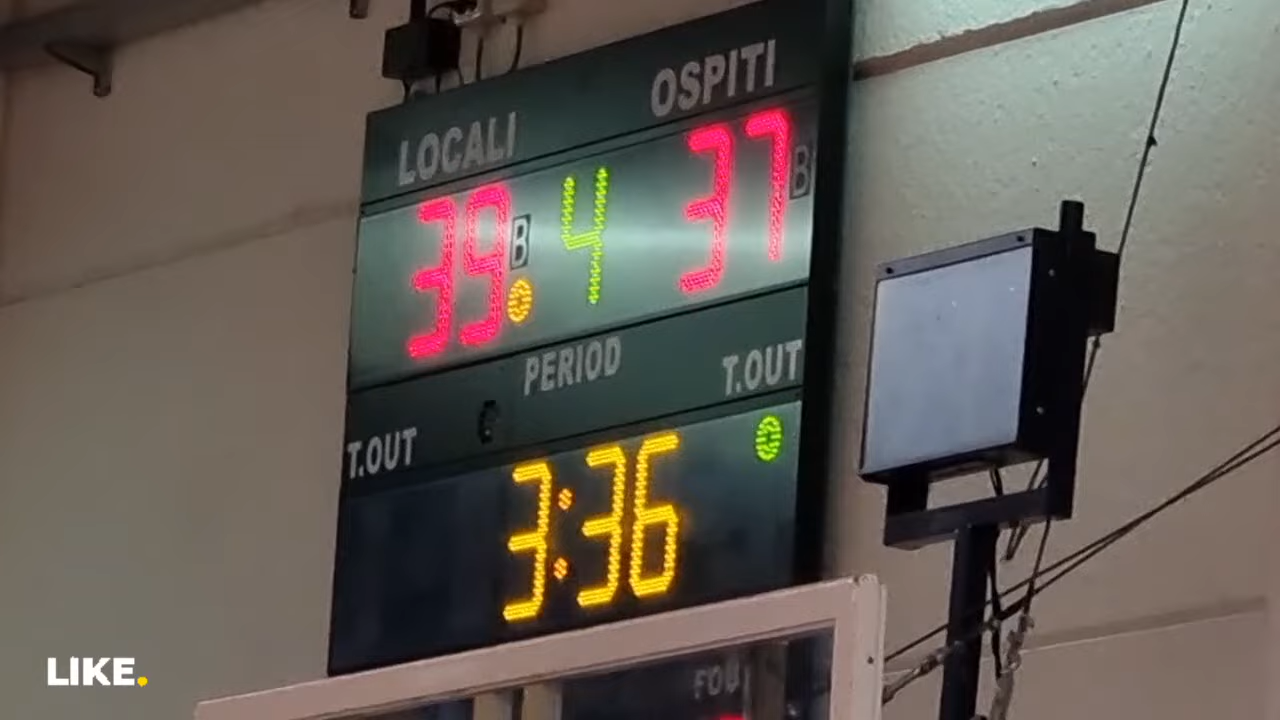 LOCALI OSPITI
39 B 4 37 B
PERIOD
T.OUT T.OUT
3:36
LIKE.